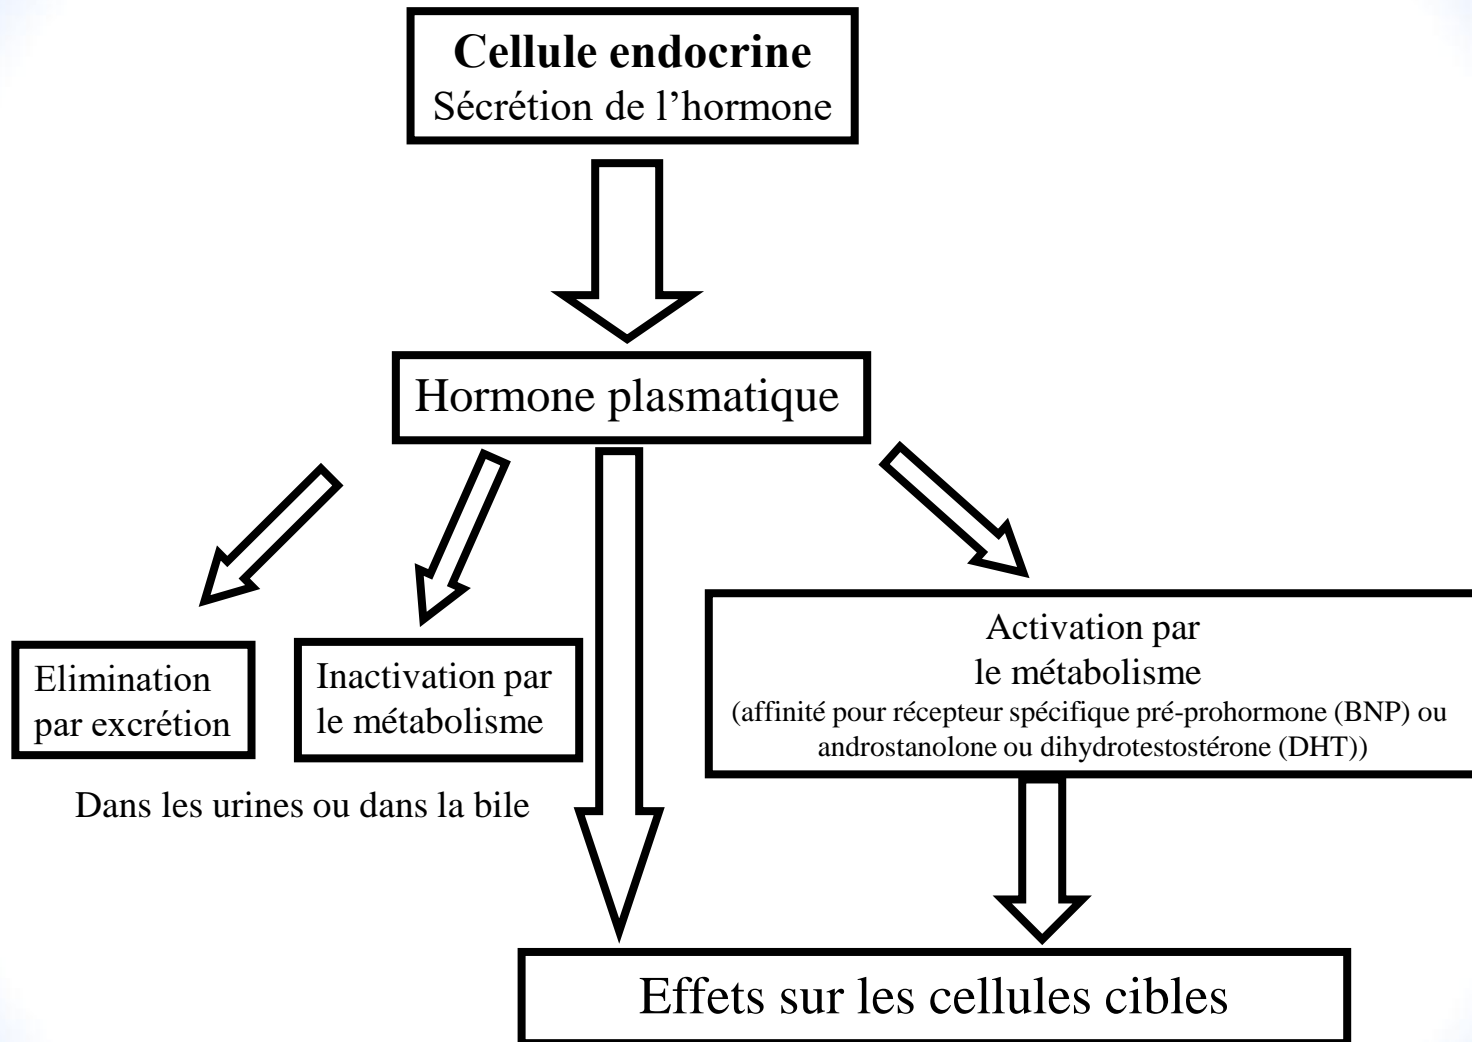 Cellule endocrine
Sécrétion de l’hormone
Hormone plasmatique
Elimination
par excrétion
Inactivation par
le métabolisme
Activation par
le métabolisme
(affinité pour récepteur spécifique pré-prohormone (BNP) ou
androstanolone ou dihydrotestostérone (DHT))
Dans les urines ou dans la bile
Effets sur les cellules cibles